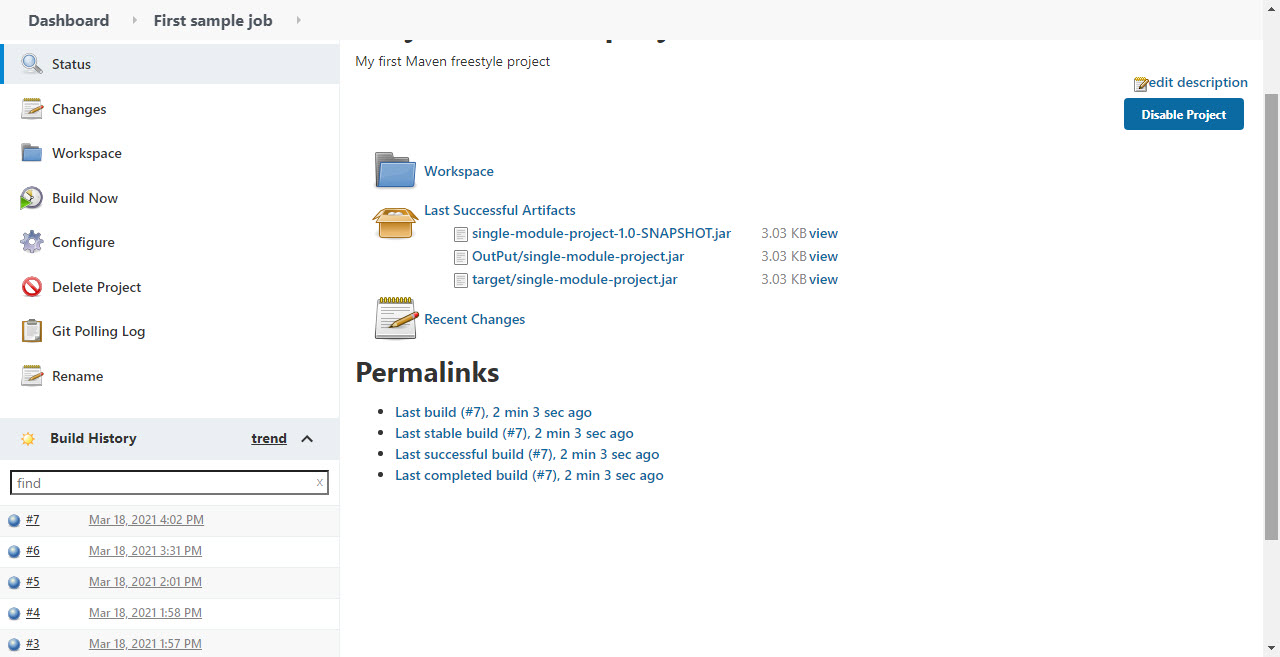 Dashboard First sample job
Status
Changes
Workspace
Build Now
Configure
Delete Project
Git Polling Log
Rename
Build History trend
find x
#7 Mar 18, 2021 4:02 PM
#6 Mar 18, 2021 3:31 PM
#5 Mar 18, 2021 2:01 PM
#4 Mar 18, 2021 1:58 PM
#3 Mar 18, 2021 1:57 PM
My first Maven freestyle project
edit description
Disable Project
Workspace
Last Successful Artifacts
single-module-project-1.0-SNAPSHOT.jar 3.03 KB view
OutPut/single-module-project.jar 3.03 KB view
target/single-module-project.jar 3.03 KB view
Recent Changes
Permalinks
Last build (#7), 2 min 3 sec ago
Last stable build (#7), 2 min 3 sec ago
Last successful build (#7), 2 min 3 sec ago
Last completed build (#7), 2 min 3 sec ago